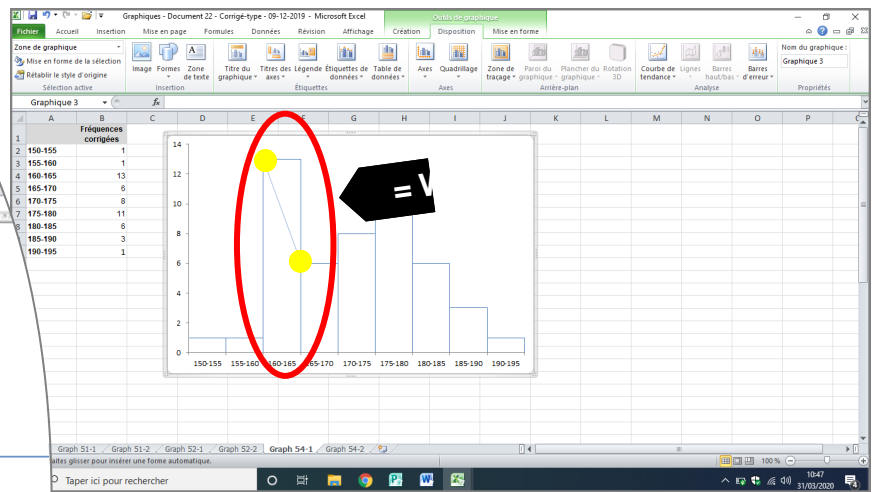 Graphiques - Document 22 - Corrigé-type - 09-12-2019 - Microsoft Excel
Outils de graphique
Fichier Accueil Insertion Mise en page Formules Données Révision Affichage Création Disposition Mise en forme
Zone de graphique
Mise en forme de la sélection
Rétablir le style d'origine
Sélection active
Image Formes Zone de texte
Insertion
Titre du graphique Titres des axes Légende Étiquettes de données Table de données
Étiquettes
Axes Quadrillage
Axes
Zone de traçage Paroi du graphique Plancher du graphique Rotation 3D
Arrière-plan
Courbe de tendance Lignes Barres haut/bas Barres d'erreur
Analyse
Nom du graphique :
Graphique 3
Propriétés
Graphique 3 fx
A B C D E F G H I J K L M N O P
1 Fréquences corrigées
2 150-155 1
3 155-160 1
4 160-165 13
5 165-170 6
6 170-175 8
7 175-180 11
8 180-185 6
185-190 3
190-195 1
14
12
10
8
6
4
2
0
150-155 155-160 160-165 165-170 170-175 175-180 180-185 185-190 190-195
= V
Graph 51-1 Graph 51-2 Graph 52-1 Graph 52-2 Graph 54-1 Graph 54-2
aites glisser pour insérer une forme automatique.
100 %
Taper ici pour rechercher
10:47
31/03/2020